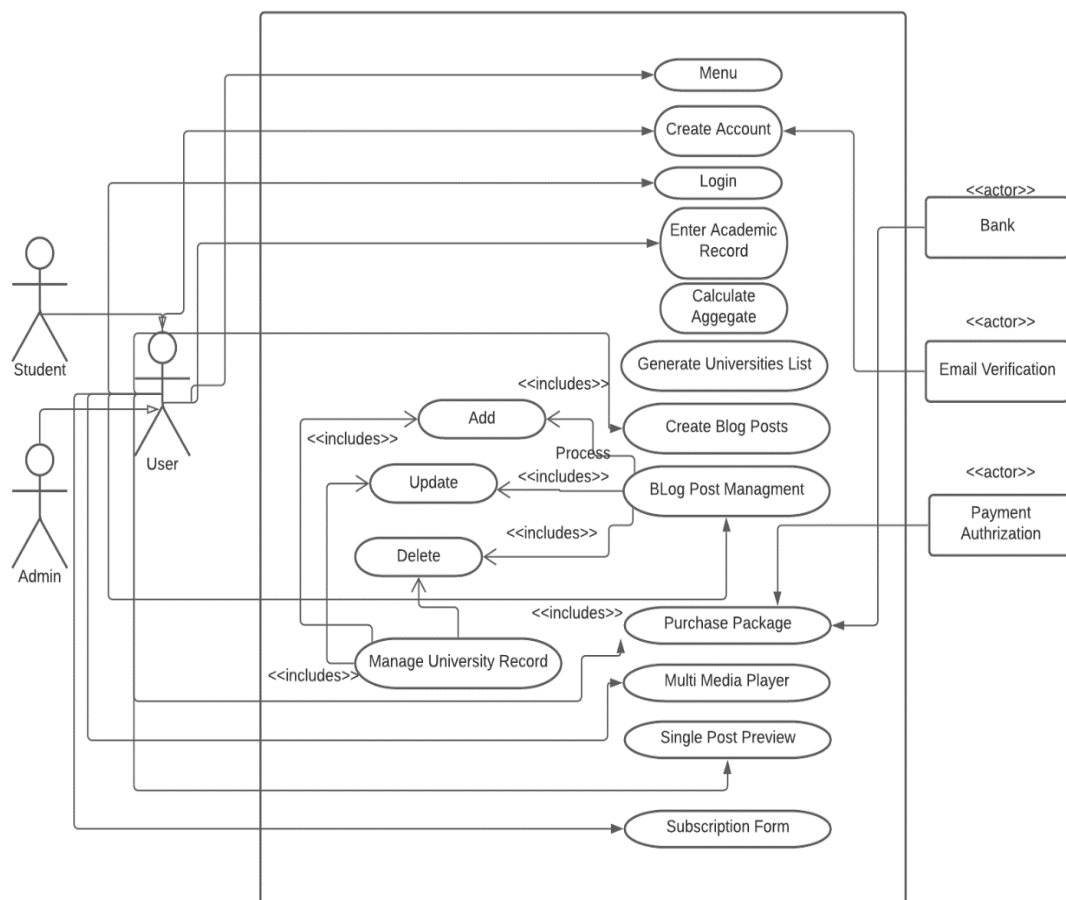 Menu
Create Account
Login
<<actor>>
Bank
Enter Academic
Record
Calculate
Aggegate
<<actor>>
Student
Generate Universities List
Email Verification
<<includes>>
Add
Create Blog Posts
<<includes>>
Process
User
<<actor>>
Update
<<includes>>
BLog Post Managment
Payment
Authrization
<<includes>>
Delete
Admin
<<includes>>
Purchase Package
Manage University Record
<<includes>>
Multi Media Player
Single Post Preview
Subscription Form